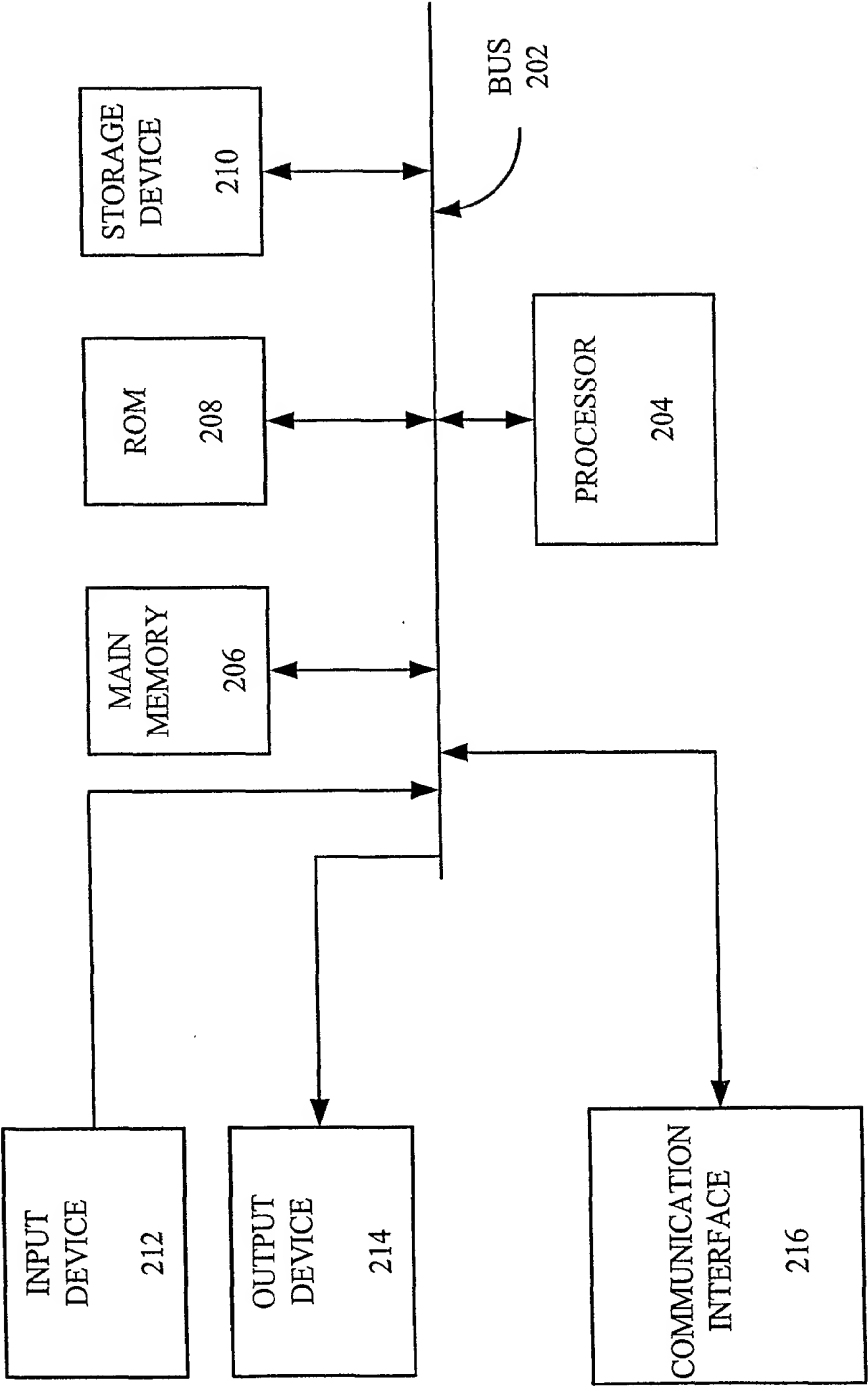 INPUT
DEVICE
212
MAIN
MEMORY
206
ROM
208
STORAGE
DEVICE
210
OUTPUT
DEVICE
214
BUS
202
COMMUNICATION
INTERFACE
216
PROCESSOR
204